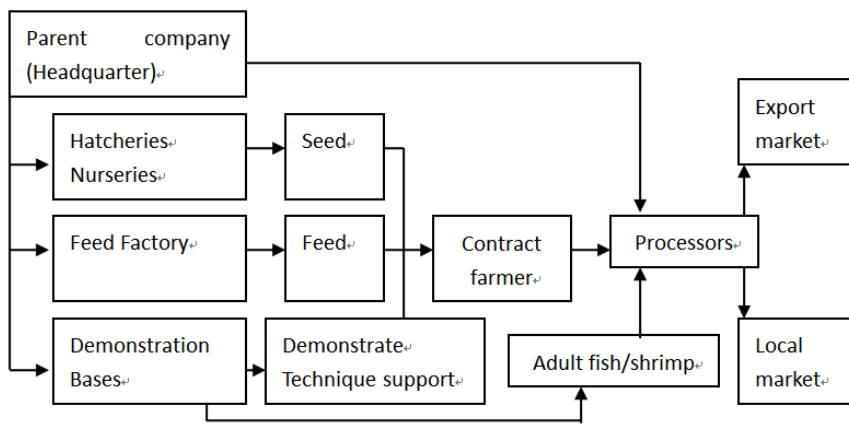 Parent company
(Headquarter)
Export
market
Hatcheries
Nurseries
Seed
Feed Factory
Feed
Contract
farmer
Processors
Demonstration
Bases
Demonstrate
Technique support
Adult fish/shrimp
Local
market